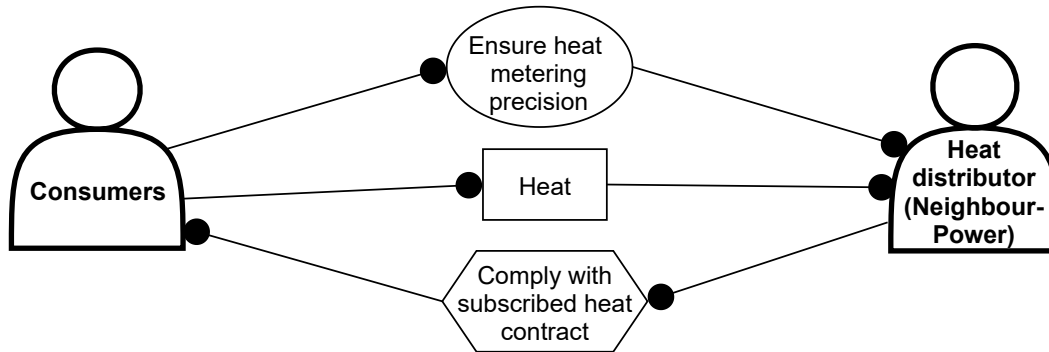 Ensure heat
metering
precision
Consumers
Heat
Heat
distributor
(Neighbour-
Power)
Comply with
subscribed heat
contract